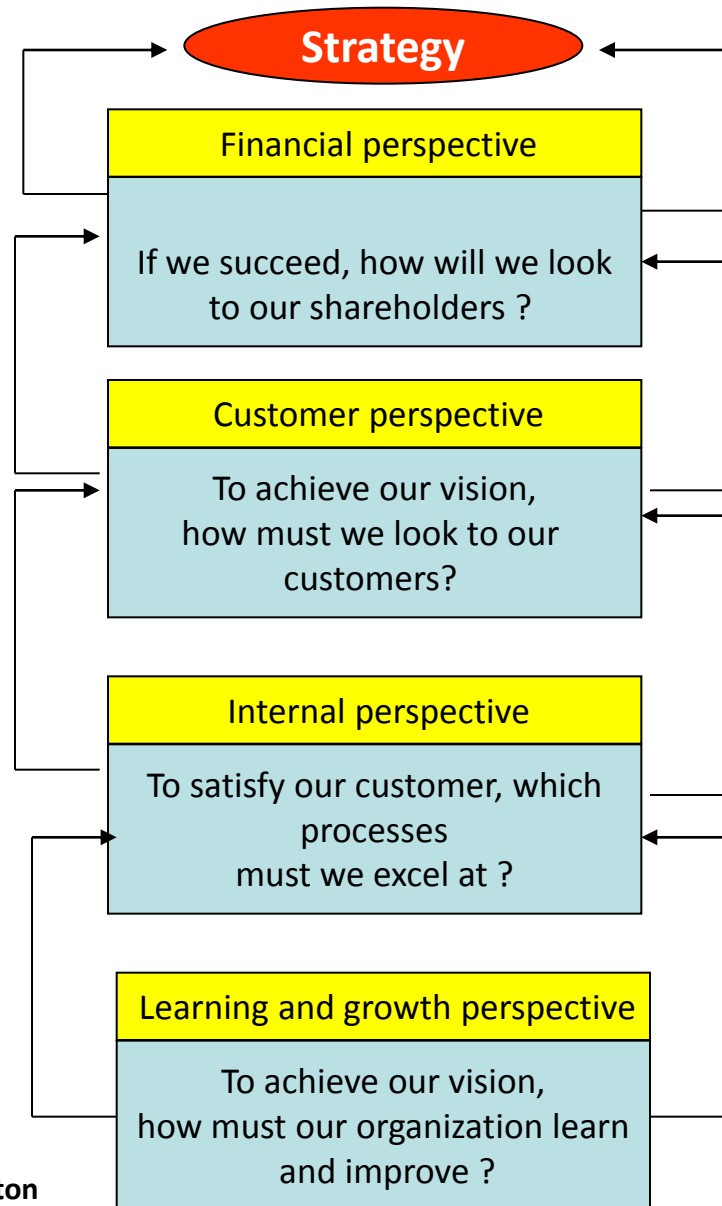 Strategy
Financial perspective
If we succeed, how will we look
to our shareholders ?
Customer perspective
To achieve our vision,
how must we look to our
customers?
Internal perspective
To satisfy our customer, which
processes
must we excel at ?
Learning and growth perspective
To achieve our vision,
how must our organization learn
and improve ?
ton